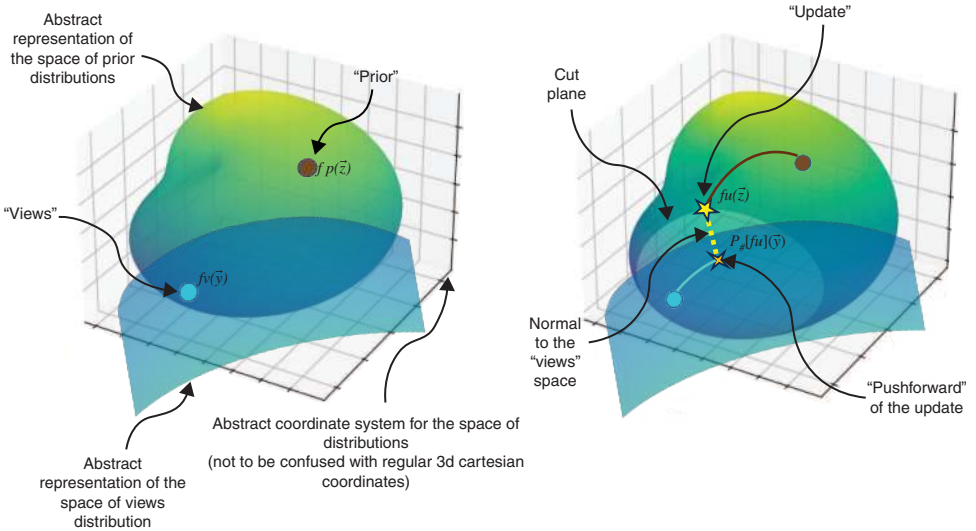 Abstract
representation of
the space of prior
distributions
“Prior”
fp(z⃗)
“Views”
fv(y⃗)
Abstract coordinate system for the space of
distributions
(not to be confused with regular 3d cartesian
coordinates)
Abstract
representation of the
space of views
distribution
“Update”
Cut
plane
fu(z⃗)
P#[fu](y⃗)
Normal
to the
“views”
space
“Pushforward”
of the update